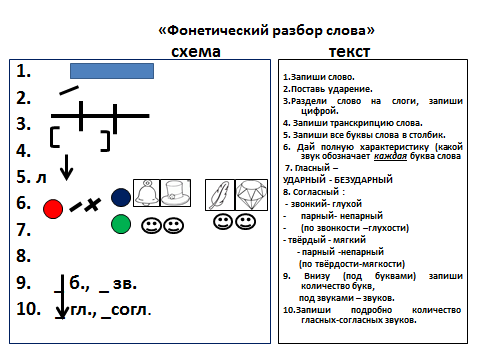 «Фонетический разбор слова»
схема
текст
1.
2.
3.
4.
5. л
6.
7.
8.
9. _ б., _ зв.
10. _ гл., _согл.
1.Запиши слово.
2.Поставь ударение.
3.Раздели слово на слоги, запиши
цифрой.
4. Запиши транскрипцию слова.
5. Запиши все буквы слова в столбик.
6. Дай полную характеристику (какой
звук обозначает каждая буква слова
7. Гласный –
УДАРНЫЙ - БЕЗУДАРНЫЙ
8. Согласный :
- звонкий- глухой
- парный- непарный
- (по звонкости –глухости)
- твёрдый - мягкий
- парный -непарный
(по твёрдости-мягкости)
9. Внизу (под буквами) запиши
количество букв,
под звуками – звуков.
10.Запиши подробно количество
гласных-согласных звуков.